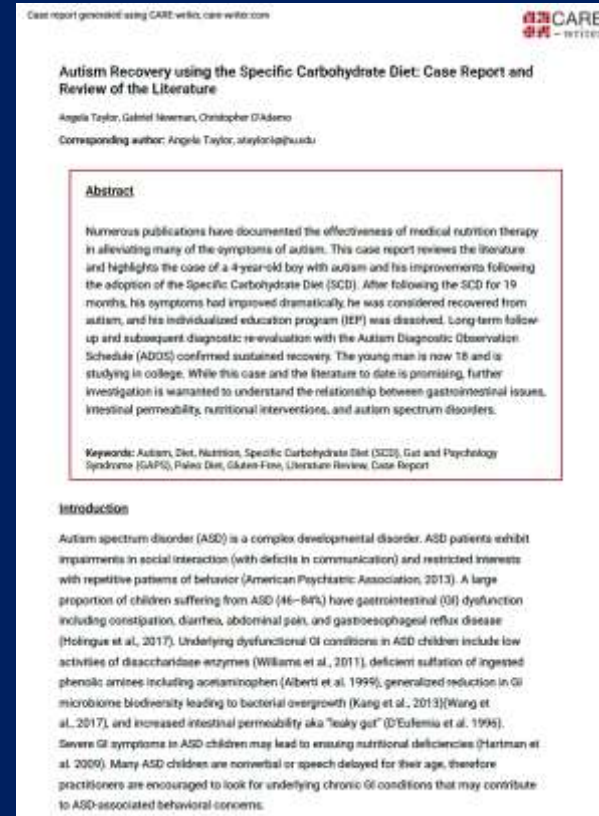 Case report generated using CARE-writer, care-writer.com
CARE
- writer
Autism Recovery using the Specific Carbohydrate Diet: Case Report and
Review of the Literature
Angela Taylor, Gabriel Newman, Christopher D'Adamo
Corresponding author: Angela Taylor,
Abstract
Numerous publications have documented the effectiveness of medical nutrition therapy
in alleviating many of the symptoms of autism. This case report reviews the literature
and highlights the case of a 4-year-old boy with autism and his improvements following
the adoption of the Specific Carbohydrate Diet (SCD). After following the SCD for 19
months, his symptoms had improved dramatically, he was considered recovered from
autism, and his individualized education program (IEP) was dissolved. Long-term follow-
up and subsequent diagnostic re-evaluation with the Autism Diagnostic Observation
Schedule (ADOS) confirmed sustained recovery. The young man is now 18 and is
studying in college. While this case and the literature to date is promising, further
investigation is warranted to understand the relationship between gastrointestinal issues,
intestinal permeability, nutritional interventions, and autism spectrum disorders.
Keywords: Autism, Diet, Nutrition, Specific Carbohydrate Diet (SCD), Gut and Psychology
Syndrome (GAPS), Paleo Diet, Gluten-Free, Literature Review, Case Report
Introduction
Autism spectrum disorder (ASD) is a complex developmental disorder. ASD patients exhibit
impairments in social interaction (with deficits in communication) and restricted interests
with repetitive patterns of behavior (American Psychiatric Association, 2013). A large
proportion of children suffering from ASD (46–84%) have gastrointestinal (GI) dysfunction
including constipation, diarrhea, abdominal pain, and gastroesophageal reflux disease
(Holingue et al., 2017). Underlying dysfunctional GI conditions in ASD children include low
activities of disaccharidase enzymes (Williams et al., 2011), deficient sulfation of ingested
phenolic amines including acetaminophen (Alberti et al. 1999), generalized reduction in GI
microbiome biodiversity leading to bacterial overgrowth (Kang et al., 2013)(Wang et
al., 2017), and increased intestinal permeability aka "leaky gut" (D'Eufemia et al. 1996).
Severe GI symptoms in ASD children may lead to ensuing nutritional deficiencies (Hartman et
al. 2009). Many ASD children are nonverbal or speech delayed for their age, therefore
practitioners are encouraged to look for underlying chronic GI conditions that may contribute
to ASD-associated behavioral concerns.